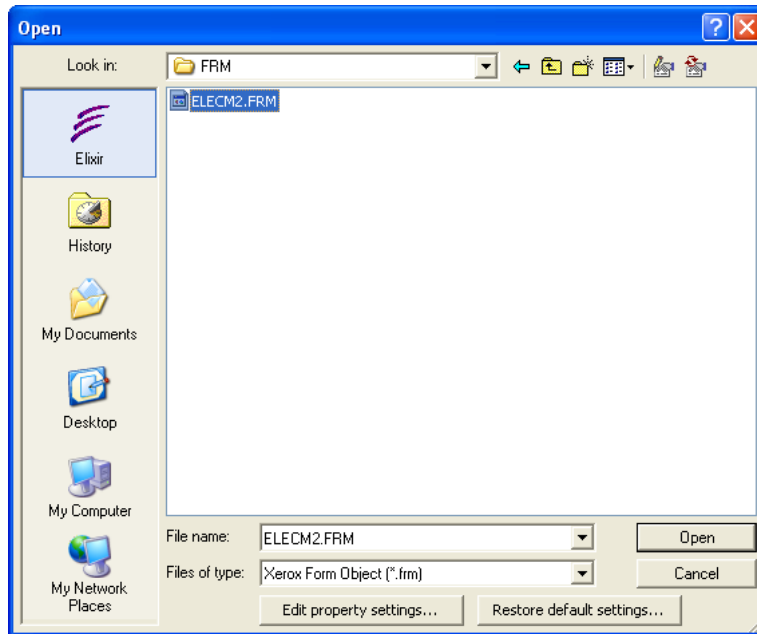 Open
Look in:
FRM
ELECM2.FRM
Elixir
History
My Documents
Desktop
My Computer
My Network
Places
File name:
ELECM2.FRM
Open
Files of type:
Xerox Form Object (*.frm)
Cancel
Edit property settings...
Restore default settings...